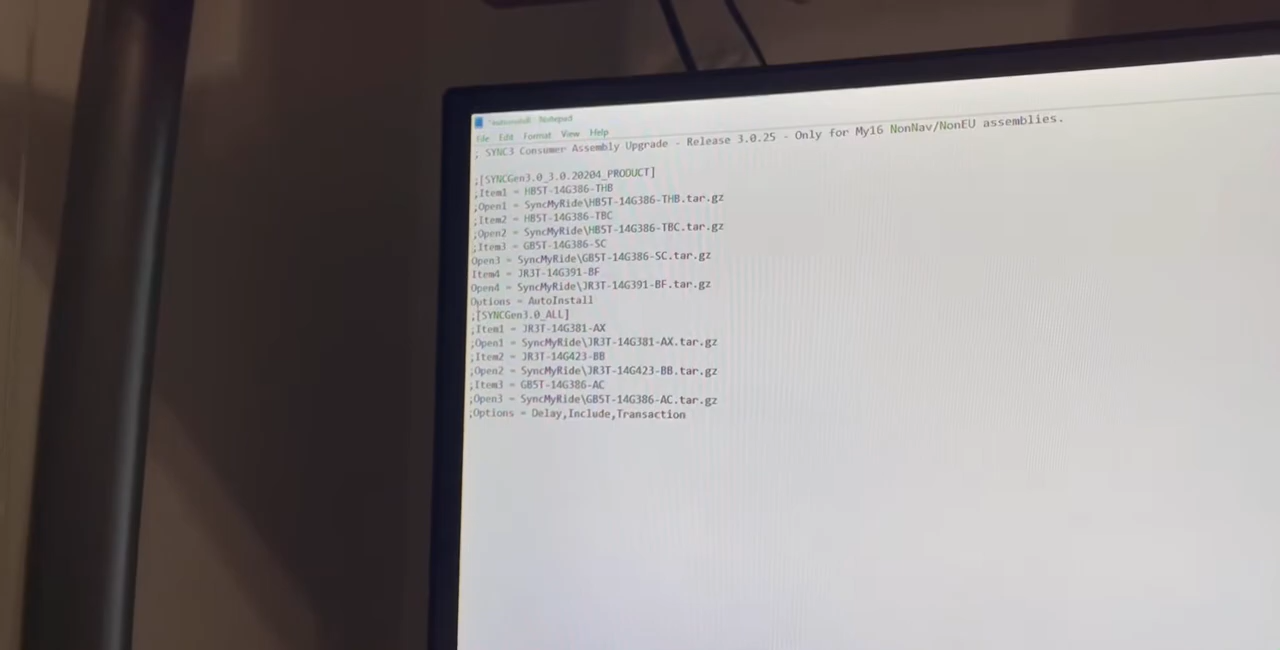 *autoinstall - Notepad
File Edit Format View Help
; SYNC3 Consumer Assembly Upgrade - Release 3.0.25 - Only for My16 NonNav/NonEU assemblies.
;[SYNCGen3.0_3.0.20204_PRODUCT]
;Item1 = HB5T-14G386-THB
;Open1 = SyncMyRide\HB5T-14G386-THB.tar.gz
;Item2 = HB5T-14G386-TBC
;Open2 = SyncMyRide\HB5T-14G386-TBC.tar.gz
;Item3 = GB5T-14G386-SC
Open3 = SyncMyRide\GB5T-14G386-SC.tar.gz
Item4 = JR3T-14G391-BF
Open4 = SyncMyRide\JR3T-14G391-BF.tar.gz
Options = AutoInstall
;[SYNCGen3.0_ALL]
;Item1 = JR3T-14G381-AX
;Open1 = SyncMyRide\JR3T-14G381-AX.tar.gz
;Item2 = JR3T-14G423-BB
;Open2 = SyncMyRide\JR3T-14G423-BB.tar.gz
;Item3 = GB5T-14G386-AC
;Open3 = SyncMyRide\GB5T-14G386-AC.tar.gz
;Options = Delay,Include,Transaction